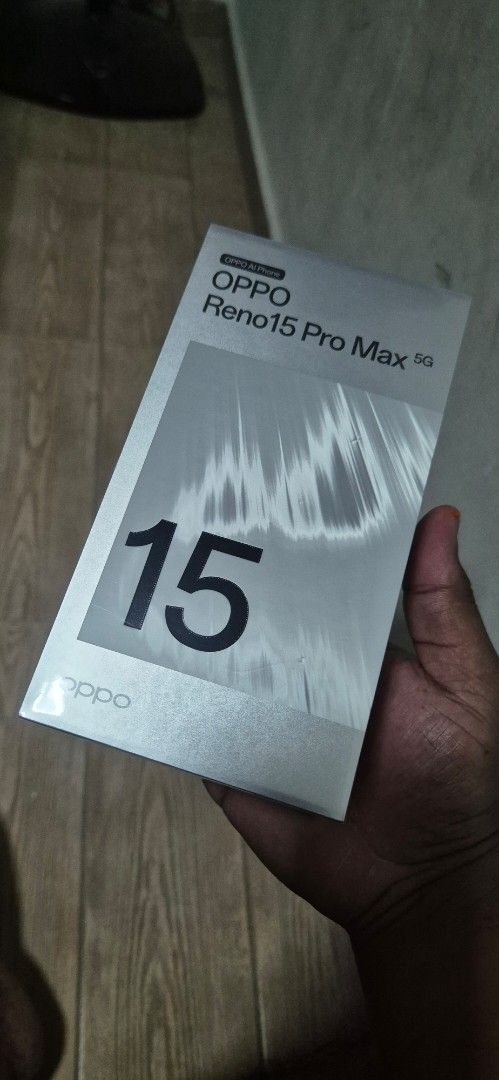 OPPO AI Phone
OPPO
Reno15 Pro Max 5G
15
oppo